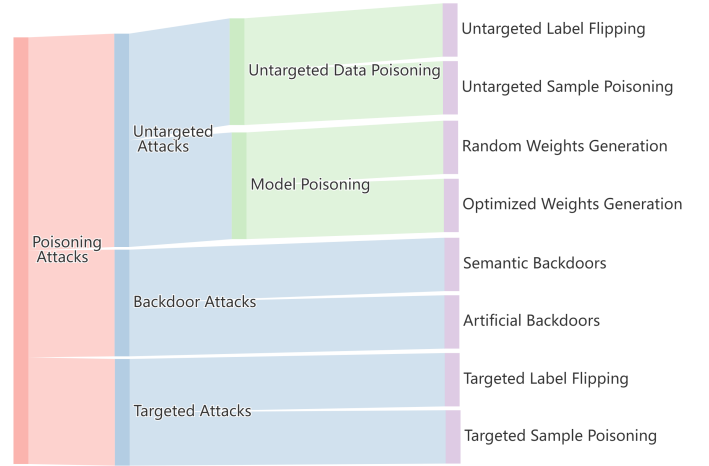 Poisoning
Attacks
Untargeted
Attacks
Backdoor Attacks
Targeted Attacks
Untargeted Data Poisoning
Model Poisoning
Untargeted Label Flipping
Untargeted Sample Poisoning
Random Weights Generation
Optimized Weights Generation
Semantic Backdoors
Artificial Backdoors
Targeted Label Flipping
Targeted Sample Poisoning